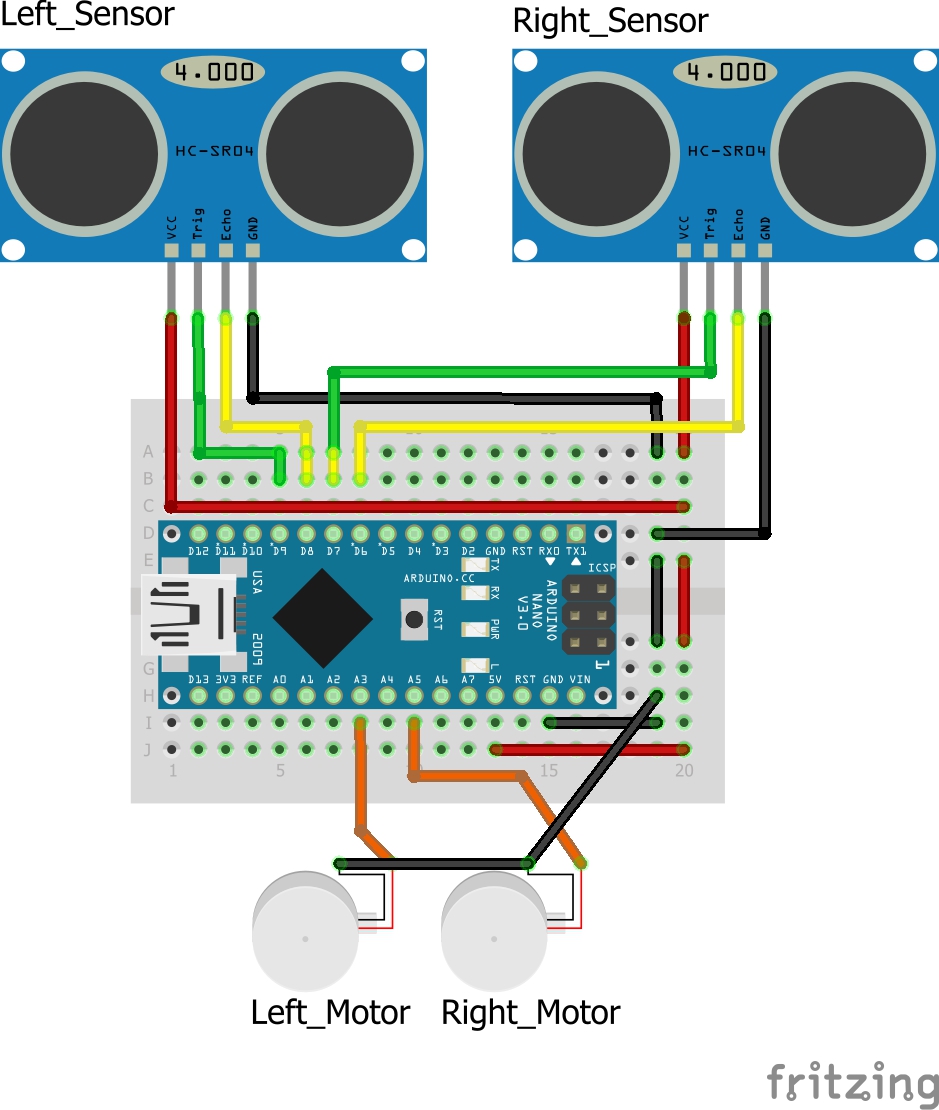 Left_Sensor
Right_Sensor
4.000
4.000
HC-SR04
HC-SR04
VCC
Trig
Echo
GND
VCC
Trig
Echo
GND
A
B
C
D
D12 *D11 *D10 *D9 D8 D7 *D6 *D5 D4 *D3 D2 GND RST RX0 TX1
E
TX
ICSP
ARDUINO.CC
USA
RX
ARDUINO
NANO
V3.0
RST
PWR
2009
L
1
G
D13 3V3 REF A0 A1 A2 A3 A4 A5 A6 A7 5V RST GND VIN
H
I
J
1 5 15 20
Left_Motor
Right_Motor
fritzing